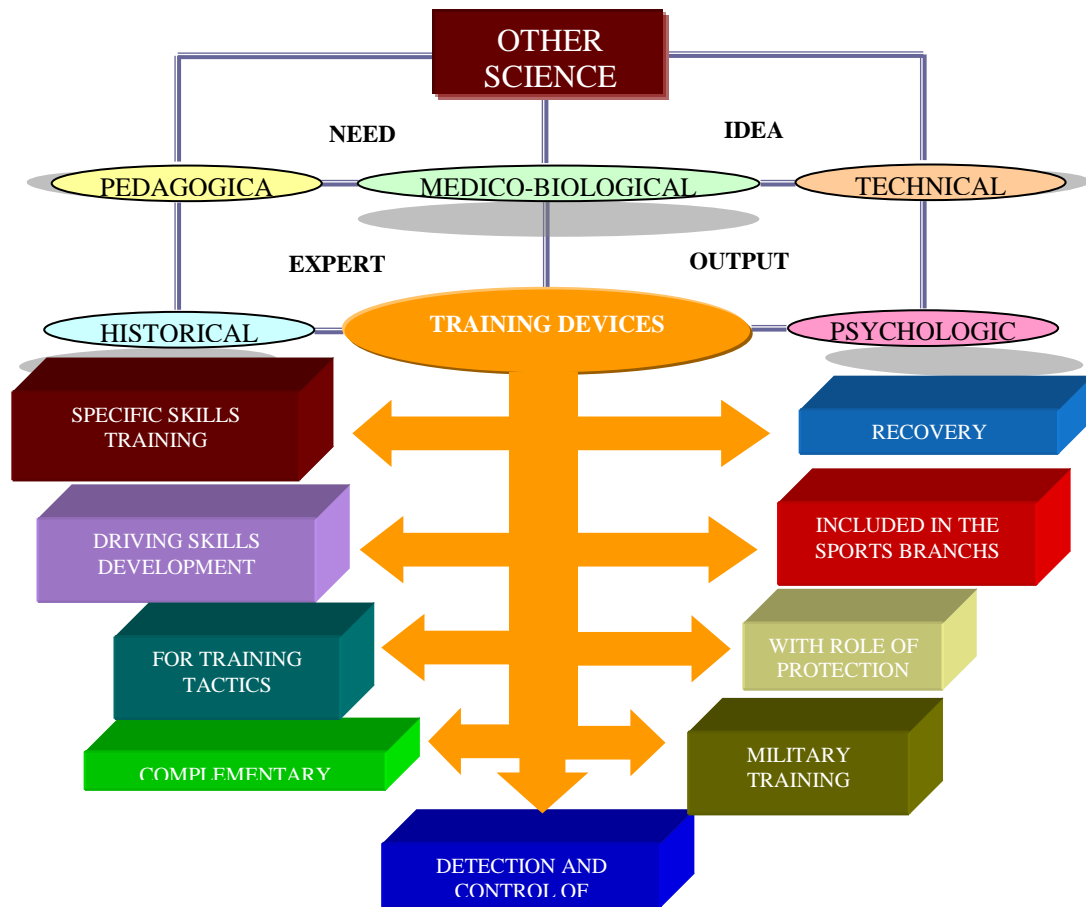 OTHER
SCIENCE
NEED
IDEA
PEDAGOGICA
MEDICO-BIOLOGICAL
TECHNICAL
EXPERT
OUTPUT
HISTORICAL
TRAINING DEVICES
PSYCHOLOGIC
SPECIFIC SKILLS
TRAINING
RECOVERY
DRIVING SKILLS
DEVELOPMENT
INCLUDED IN THE
SPORTS BRANCHS
FOR TRAINING
TACTICS
WITH ROLE OF
PROTECTION
COMPLEMENTARY
MILITARY
TRAINING
DETECTION AND
CONTROL OF